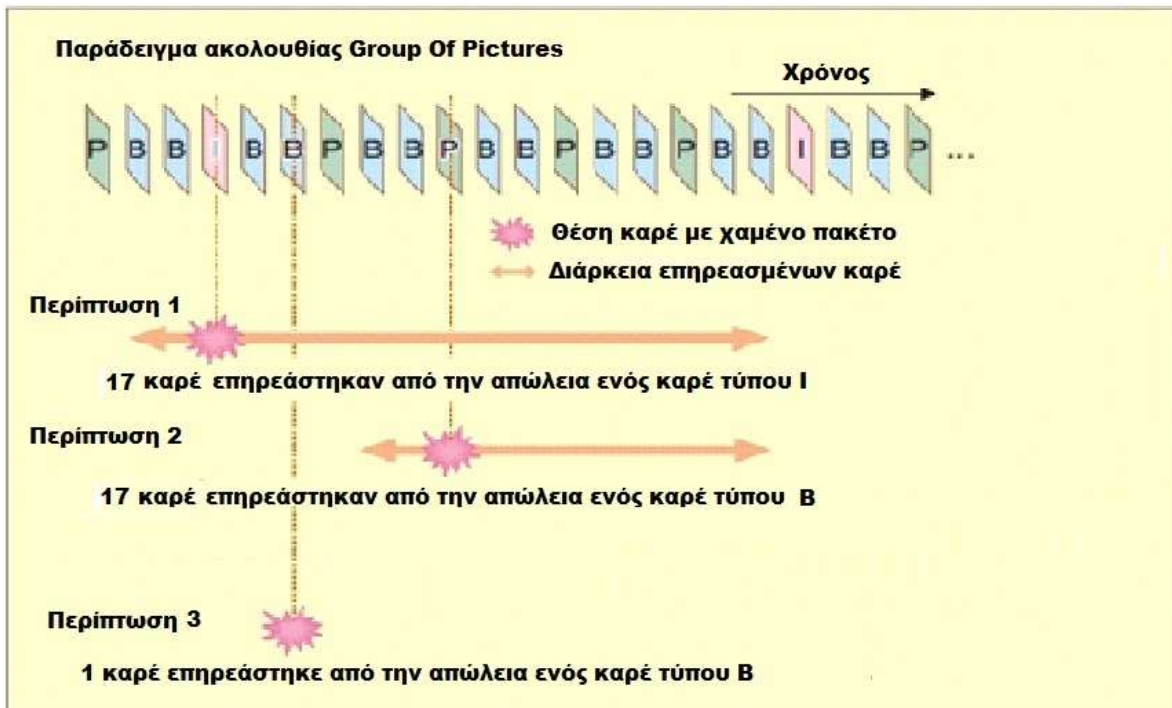 Παράδειγμα ακολουθίας Group Of Pictures
Χρόνος
P B B I B B P B B P B E P B B P B B I B B P ...
Θέση καρέ με χαμένο πακέτο
Διάρκεια επηρεασμένων καρέ
Περίπτωση 1
17 καρέ επηρεάστηκαν από την απώλεια ενός καρέ τύπου I
Περίπτωση 2
17 καρέ επηρεάστηκαν από την απώλεια ενός καρέ τύπου B
Περίπτωση 3
1 καρέ επηρεάστηκε από την απώλεια ενός καρέ τύπου B